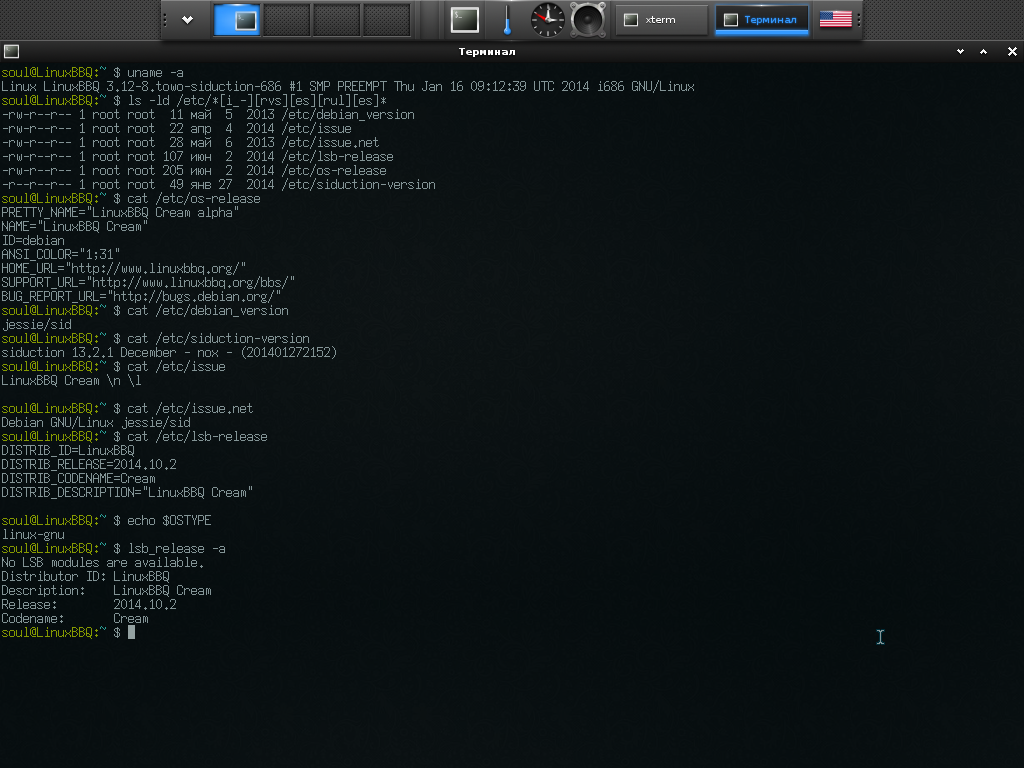 xterm
Терминал
Терминал
soul@LinuxBBQ:~ $ uname -a
Linux LinuxBBQ 3.12-8.towo-siduction-686 #1 SMP PREEMPT Thu Jan 16 09:12:39 UTC 2014 i686 GNU/Linux
soul@LinuxBBQ:~ $ ls -ld /etc/*[i_-][rvs][es][rul][es]*
-rw-r--r-- 1 root root  11 май  5  2013 /etc/debian_version
-rw-r--r-- 1 root root  22 апр  4  2014 /etc/issue
-rw-r--r-- 1 root root  28 май  6  2013 /etc/issue.net
-rw-r--r-- 1 root root 107 июн  2  2014 /etc/lsb-release
-rw-r--r-- 1 root root 205 июн  2  2014 /etc/os-release
-r--r--r-- 1 root root  49 янв 27  2014 /etc/siduction-version
soul@LinuxBBQ:~ $ cat /etc/os-release
PRETTY_NAME="LinuxBBQ Cream alpha"
NAME="LinuxBBQ Cream"
ID=debian
ANSI_COLOR="1;31"
HOME_URL="http://www.linuxbbq.org/"
SUPPORT_URL="http://www.linuxbbq.org/bbs/"
BUG_REPORT_URL="http://bugs.debian.org/"
soul@LinuxBBQ:~ $ cat /etc/debian_version
jessie/sid
soul@LinuxBBQ:~ $ cat /etc/siduction-version
siduction 13.2.1 December - nox - (201401272152)
soul@LinuxBBQ:~ $ cat /etc/issue
LinuxBBQ Cream \n \l
soul@LinuxBBQ:~ $ cat /etc/issue.net
Debian GNU/Linux jessie/sid
soul@LinuxBBQ:~ $ cat /etc/lsb-release
DISTRIB_ID=LinuxBBQ
DISTRIB_RELEASE=2014.10.2
DISTRIB_CODENAME=Cream
DISTRIB_DESCRIPTION="LinuxBBQ Cream"
soul@LinuxBBQ:~ $ echo $OSTYPE
linux-gnu
soul@LinuxBBQ:~ $ lsb_release -a
No LSB modules are available.
Distributor ID: LinuxBBQ
Description:    LinuxBBQ Cream
Release:        2014.10.2
Codename:       Cream
soul@LinuxBBQ:~ $